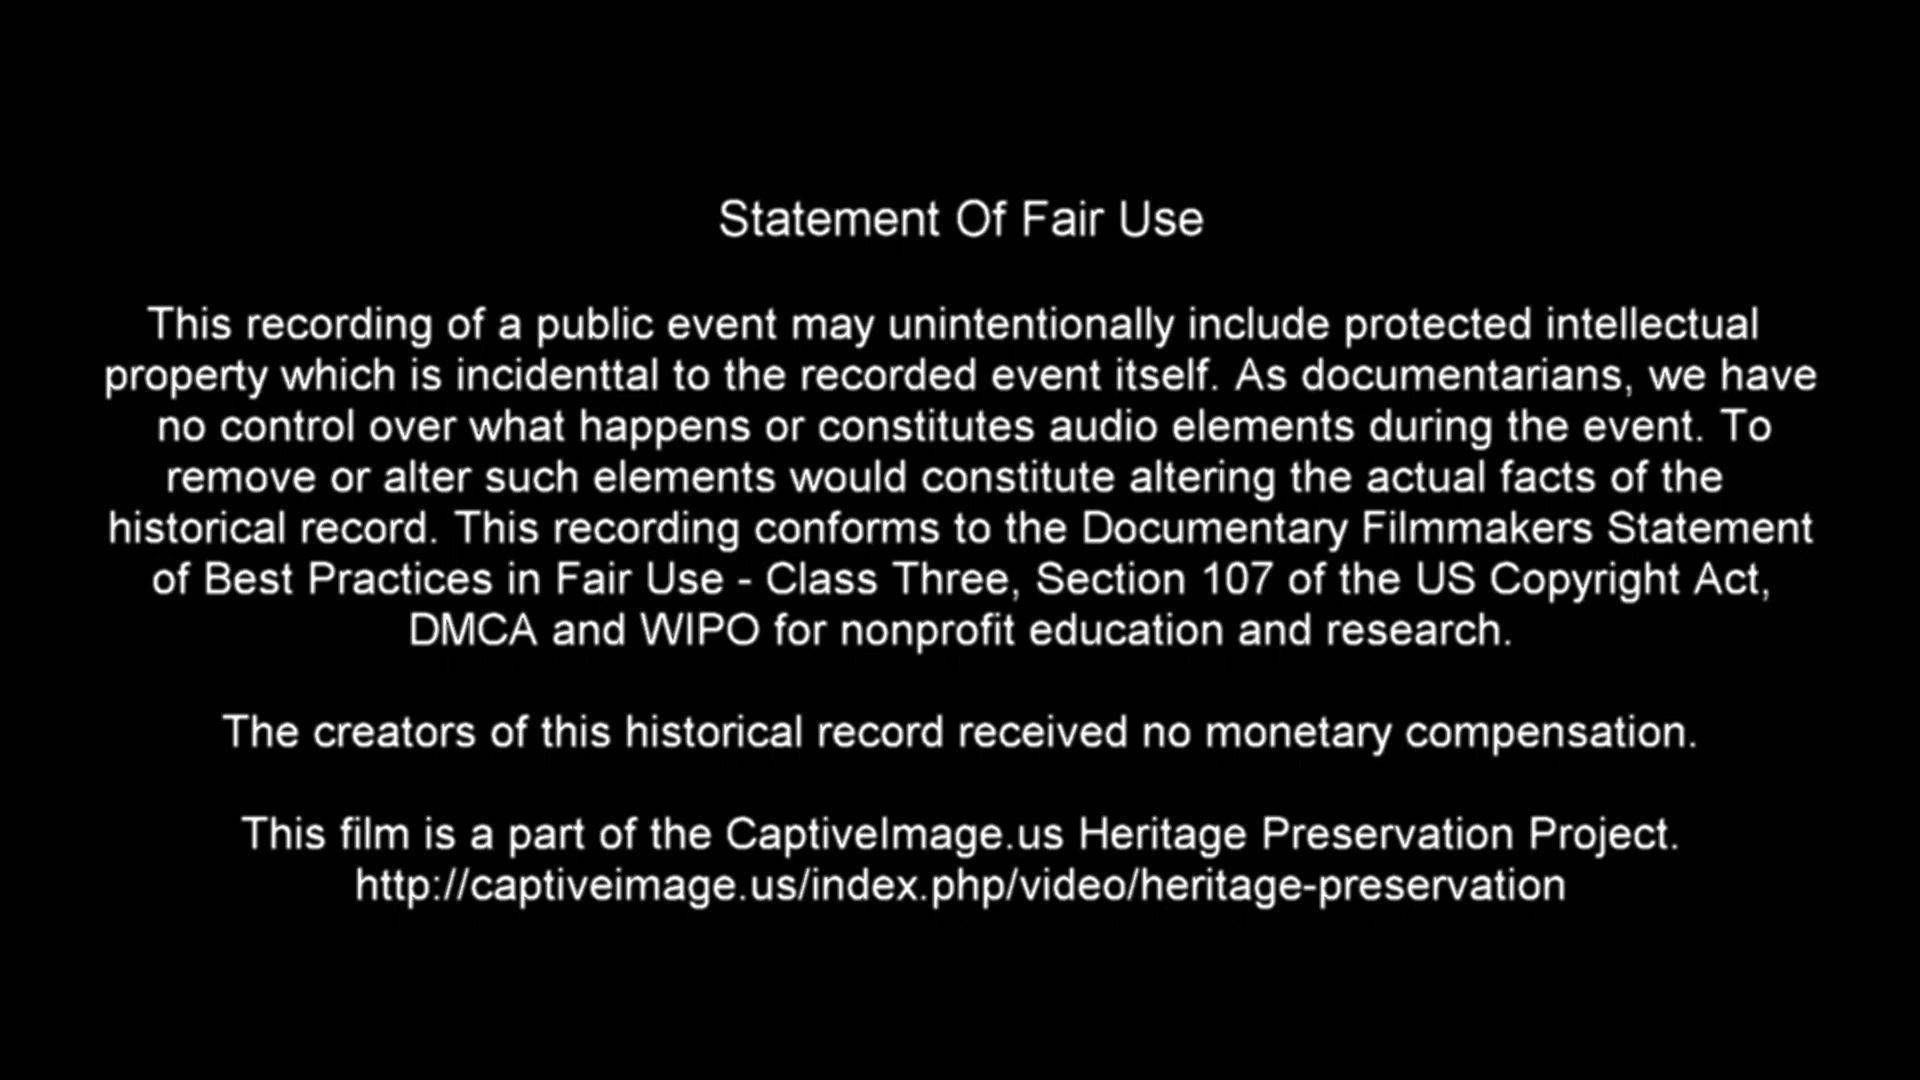 Statement Of Fair Use
This recording of a public event may unintentionally include protected intellectual
property which is incidenttal to the recorded event itself. As documentarians, we have
no control over what happens or constitutes audio elements during the event. To
remove or alter such elements would constitute altering the actual facts of the
historical record. This recording conforms to the Documentary Filmmakers Statement
of Best Practices in Fair Use - Class Three, Section 107 of the US Copyright Act,
DMCA and WIPO for nonprofit education and research.
The creators of this historical record received no monetary compensation.
This film is a part of the CaptiveImage.us Heritage Preservation Project.
http://captiveimage.us/index.php/video/heritage-preservation